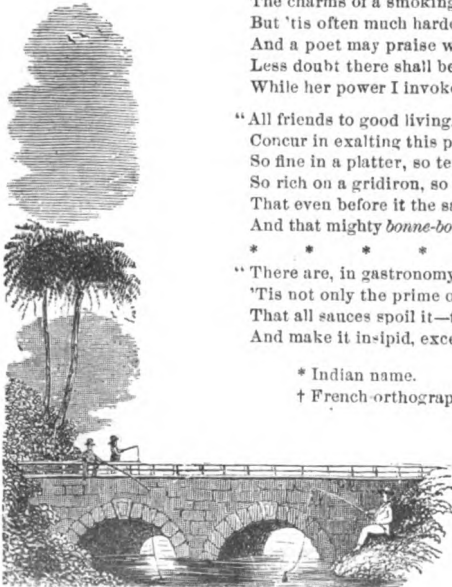 The charms of a smoking
But 'tis often much harde
And a poet may praise w
Less doubt there shall be
While her power I invoke
“All friends to good living
Concur in exalting this p
So fine in a platter, so te
So rich on a gridiron, so
That even before it the sa
And that mighty bonne-bo
* * * *
“There are, in gastronomy
'Tis not only the prime o
That all sauces spoil it—t
And make it insipid, exce
* Indian name.
† French orthograp